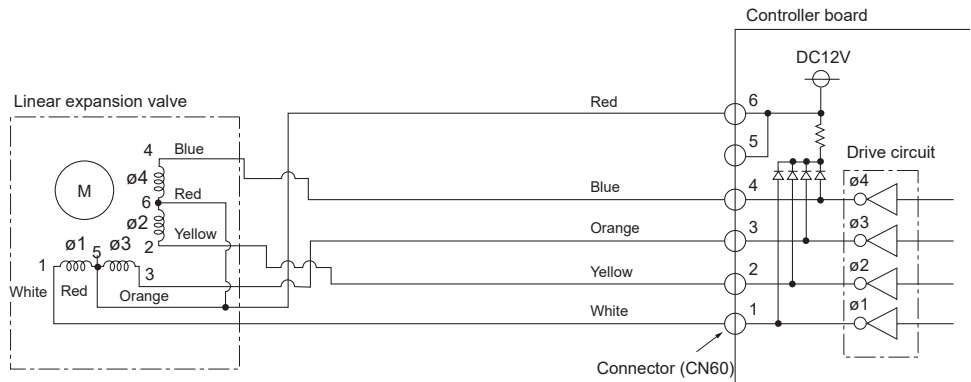 Controller board
DC12V
Linear expansion valve
Red
6
5
Drive circuit
4
Blue
ø4
M
Red
6
ø2
2
Yellow
Blue
4
ø4
Orange
3
ø3
ø1
5
ø3
1
3
White
Red
Orange
Yellow
2
ø2
White
1
ø1
Connector (CN60)